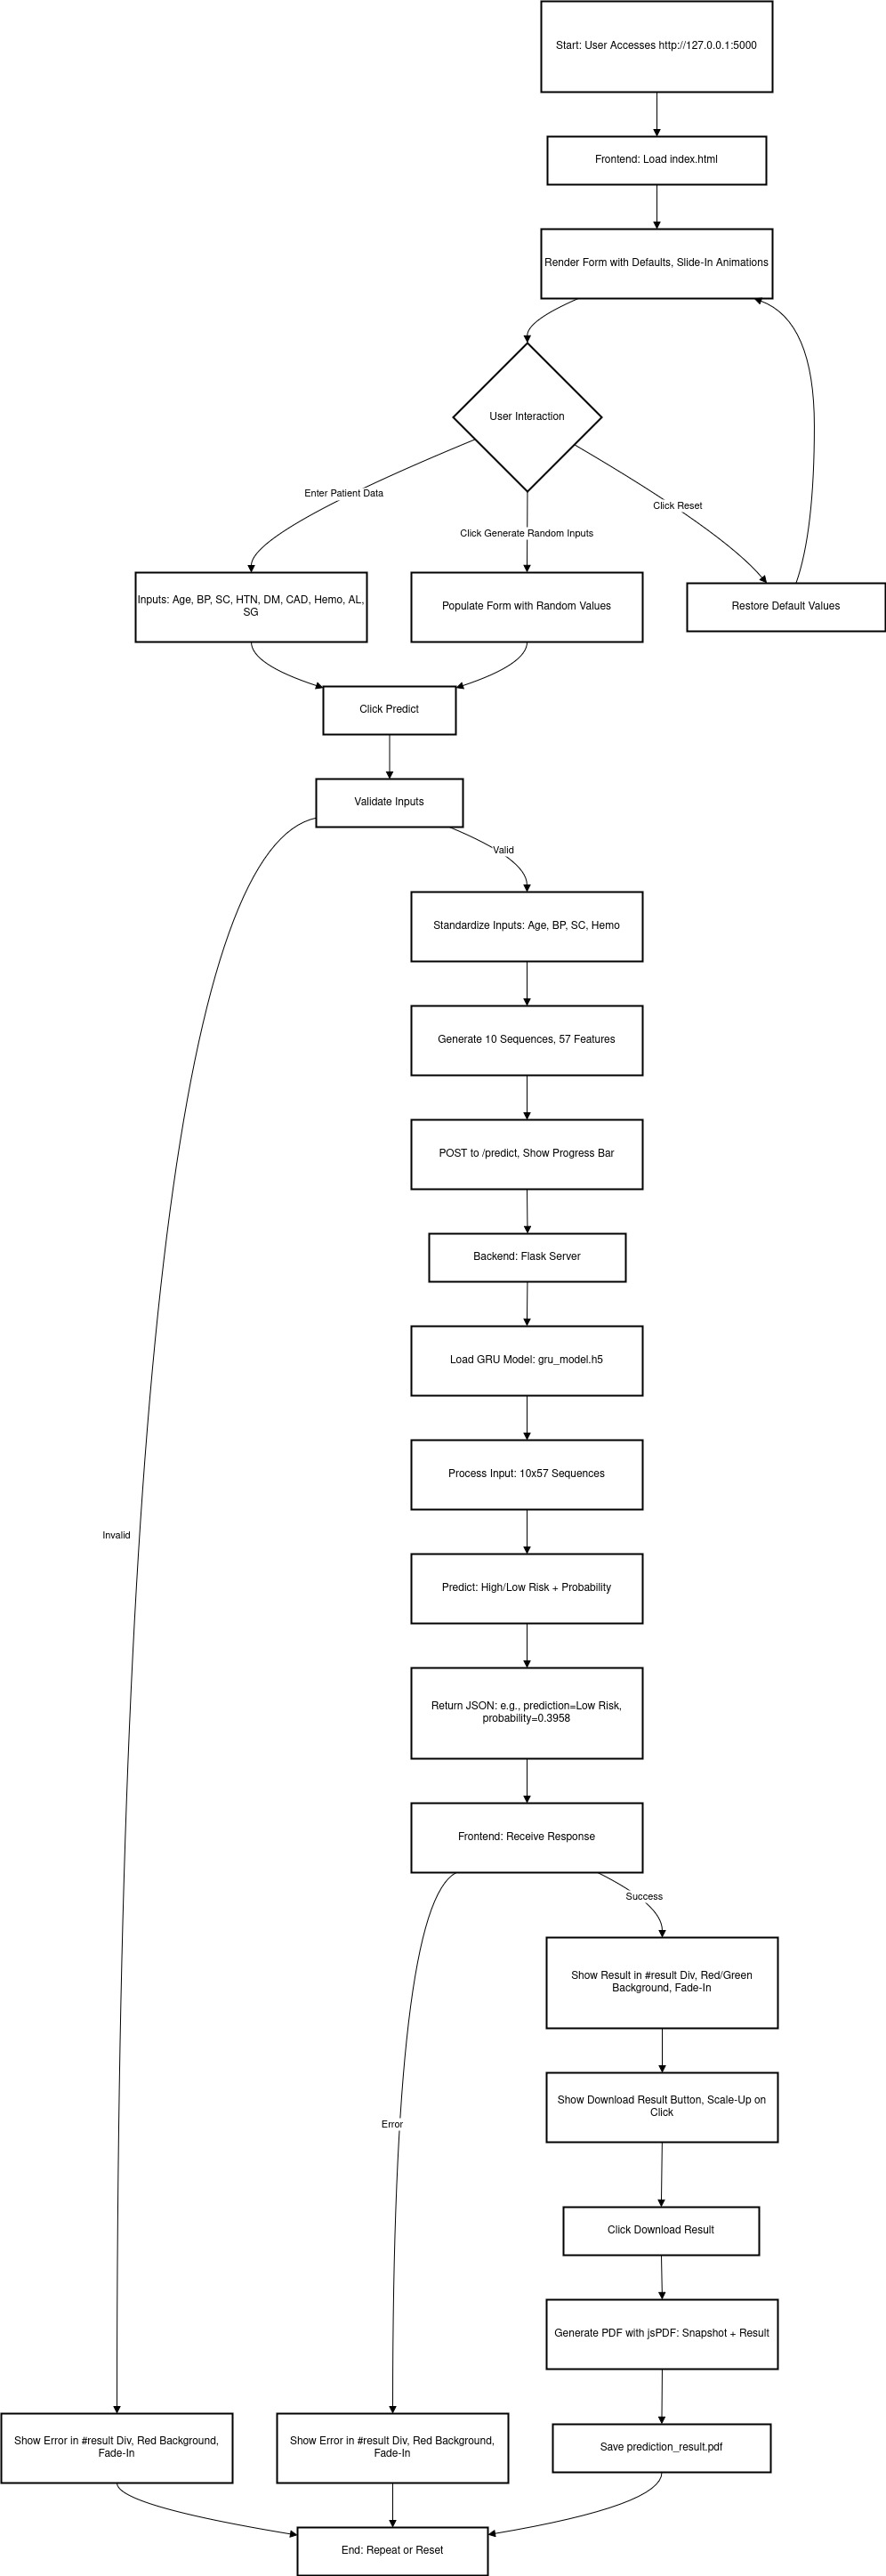 Start: User Accesses http://127.0.0.1:5000
Frontend: Load index.html
Render Form with Defaults, Slide-In Animations
User Interaction
Enter Patient Data
Click Generate Random Inputs
Click Reset
Inputs: Age, BP, SC, HTN, DM, CAD, Hemo, AL,
SG
Populate Form with Random Values
Restore Default Values
Click Predict
Validate Inputs
Valid
Standardize Inputs: Age, BP, SC, Hemo
Generate 10 Sequences, 57 Features
POST to /predict, Show Progress Bar
Backend: Flask Server
Load GRU Model: gru_model.h5
Process Input: 10x57 Sequences
Invalid
Predict: High/Low Risk + Probability
Return JSON: e.g., prediction=Low Risk,
probability=0.3958
Frontend: Receive Response
Success
Show Result in #result Div, Red/Green
Background, Fade-In
Show Download Result Button, Scale-Up on
Click
Error
Click Download Result
Generate PDF with jsPDF: Snapshot + Result
Show Error in #result Div, Red Background,
Fade-In
Show Error in #result Div, Red Background,
Fade-In
Save prediction_result.pdf
End: Repeat or Reset